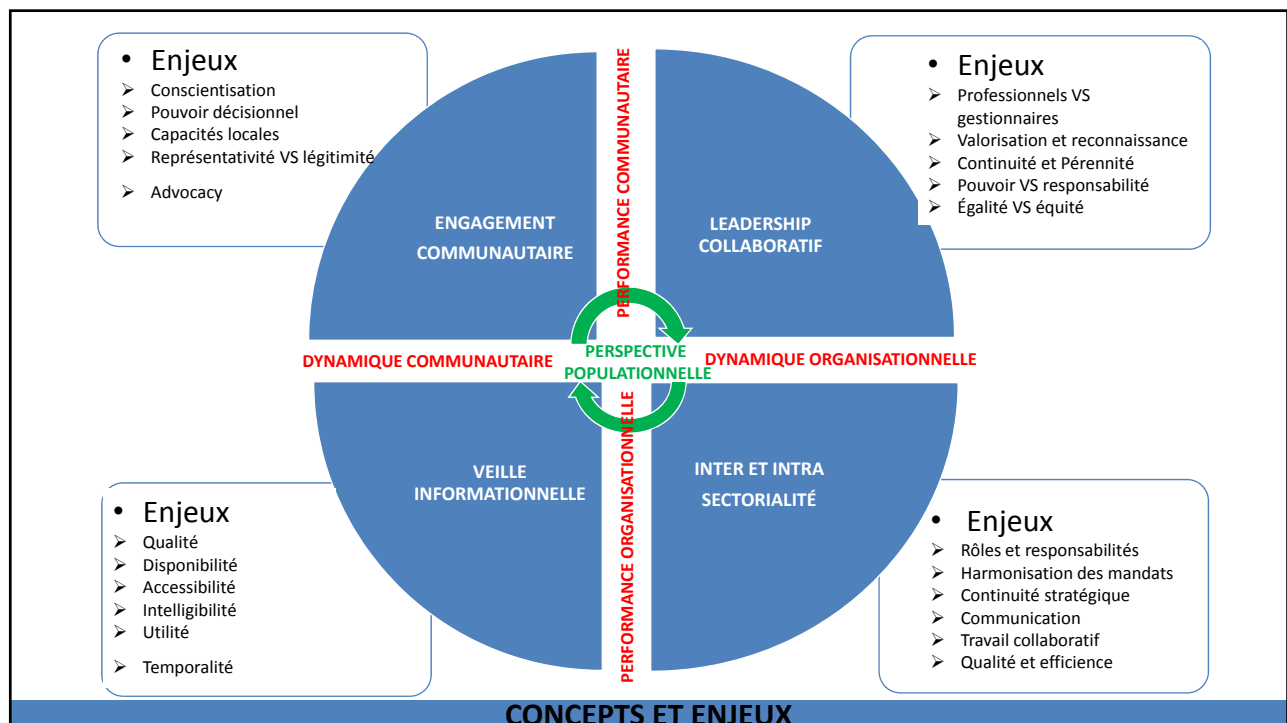 • Enjeux
➢ Conscientisation
➢ Pouvoir décisionnel
➢ Capacités locales
➢ Représentativité VS légitimité
➢ Advocacy
• Enjeux
➢ Professionnels VS
gestionnaires
➢ Valorisation et reconnaissance
➢ Continuité et Pérennité
➢ Pouvoir VS responsabilité
➢ Égalité VS équité
PERFORMANCE COMMUNAUTAIRE
ENGAGEMENT
COMMUNAUTAIRE
LEADERSHIP
COLLABORATIF
DYNAMIQUE COMMUNAUTAIRE
PERSPECTIVE
POPULATIONNELLE
DYNAMIQUE ORGANISATIONNELLE
PERFORMANCE ORGANISATIONNELLE
VEILLE
INFORMATIONNELLE
INTER ET INTRA
SECTORIALITÉ
• Enjeux
➢ Qualité
➢ Disponibilité
➢ Accessibilité
➢ Intelligibilité
➢ Utilité
➢ Temporalité
• Enjeux
➢ Rôles et responsabilités
➢ Harmonisation des mandats
➢ Continuité stratégique
➢ Communication
➢ Travail collaboratif
➢ Qualité et efficience
CONCEPTS ET ENJEUX